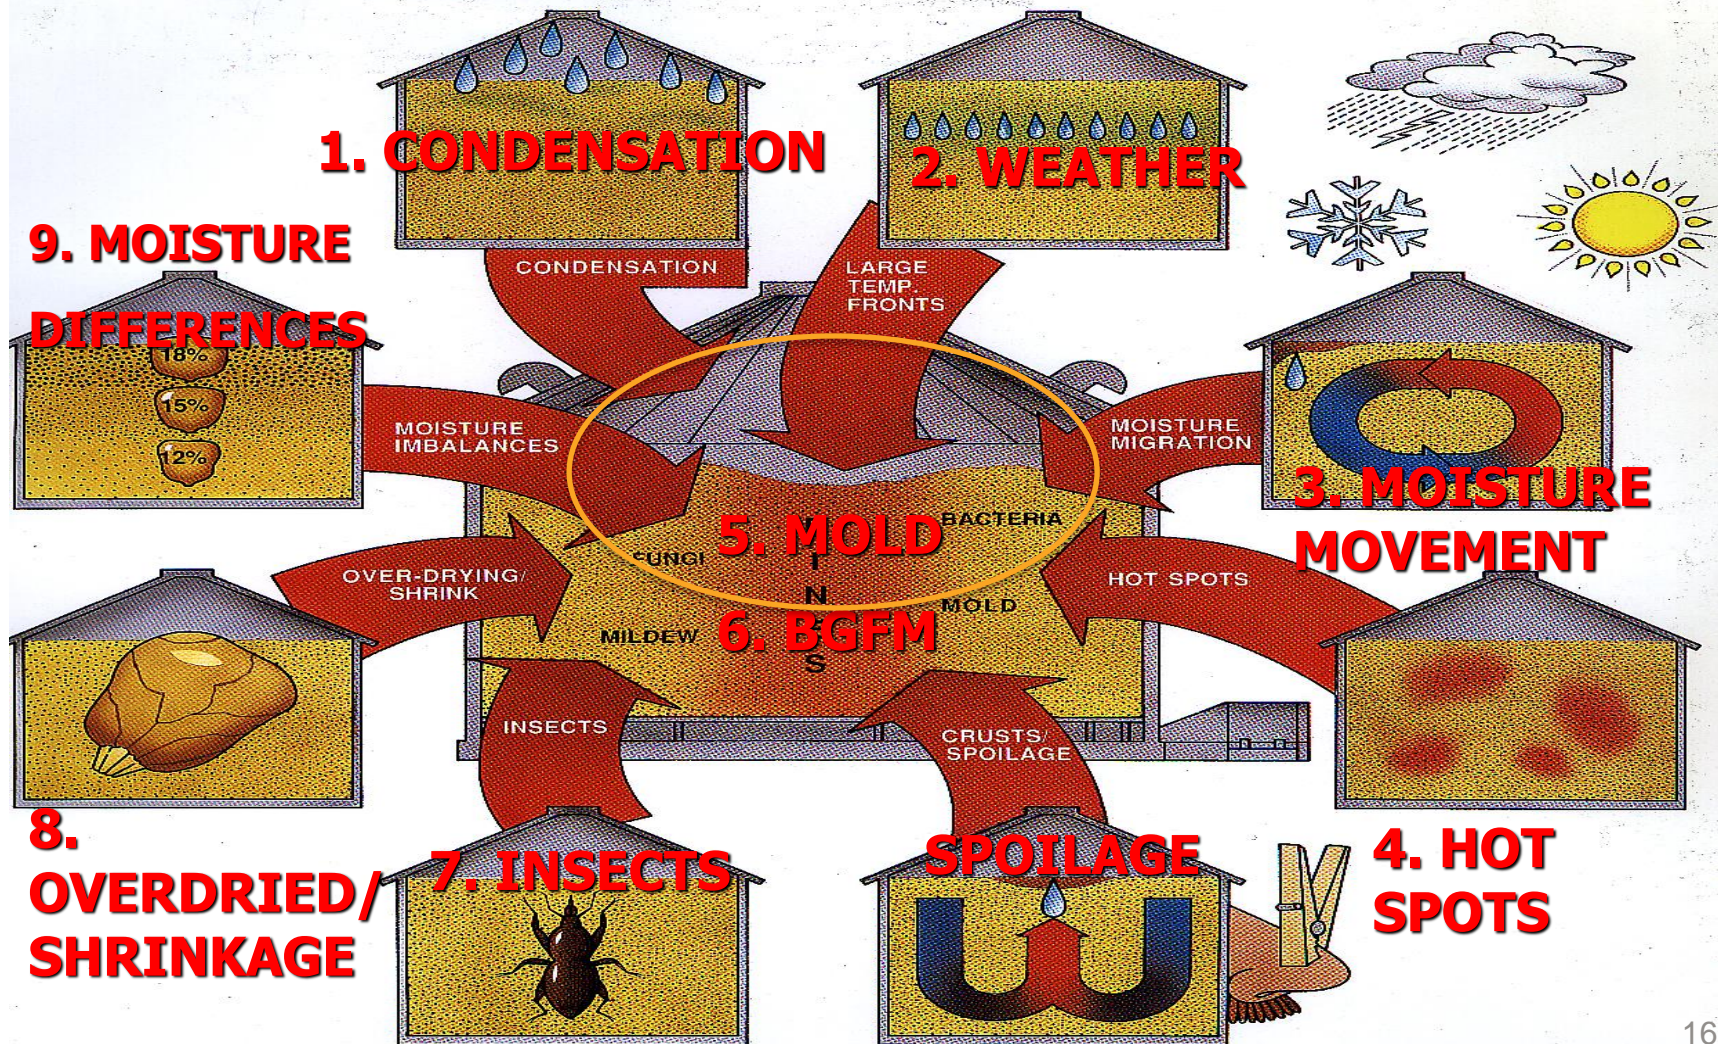 1. CONDENSATION
2. WEATHER
9. MOISTURE
DIFFERENCES
CONDENSATION
LARGE
TEMP.
FRONTS
18%
15%
12%
MOISTURE
IMBALANCES
MOISTURE
MIGRATION
3. MOISTURE
MOVEMENT
5. MOLD
BACTERIA
FUNGI
I
N
S
OVER-DRYING/
SHRINK
HOT SPOTS
MOLD
MILDEW
6. BGFM
INSECTS
CRUSTS/
SPOILAGE
8.
OVERDRIED/
SHRINKAGE
7. INSECTS
SPOILAGE
4. HOT
SPOTS
16